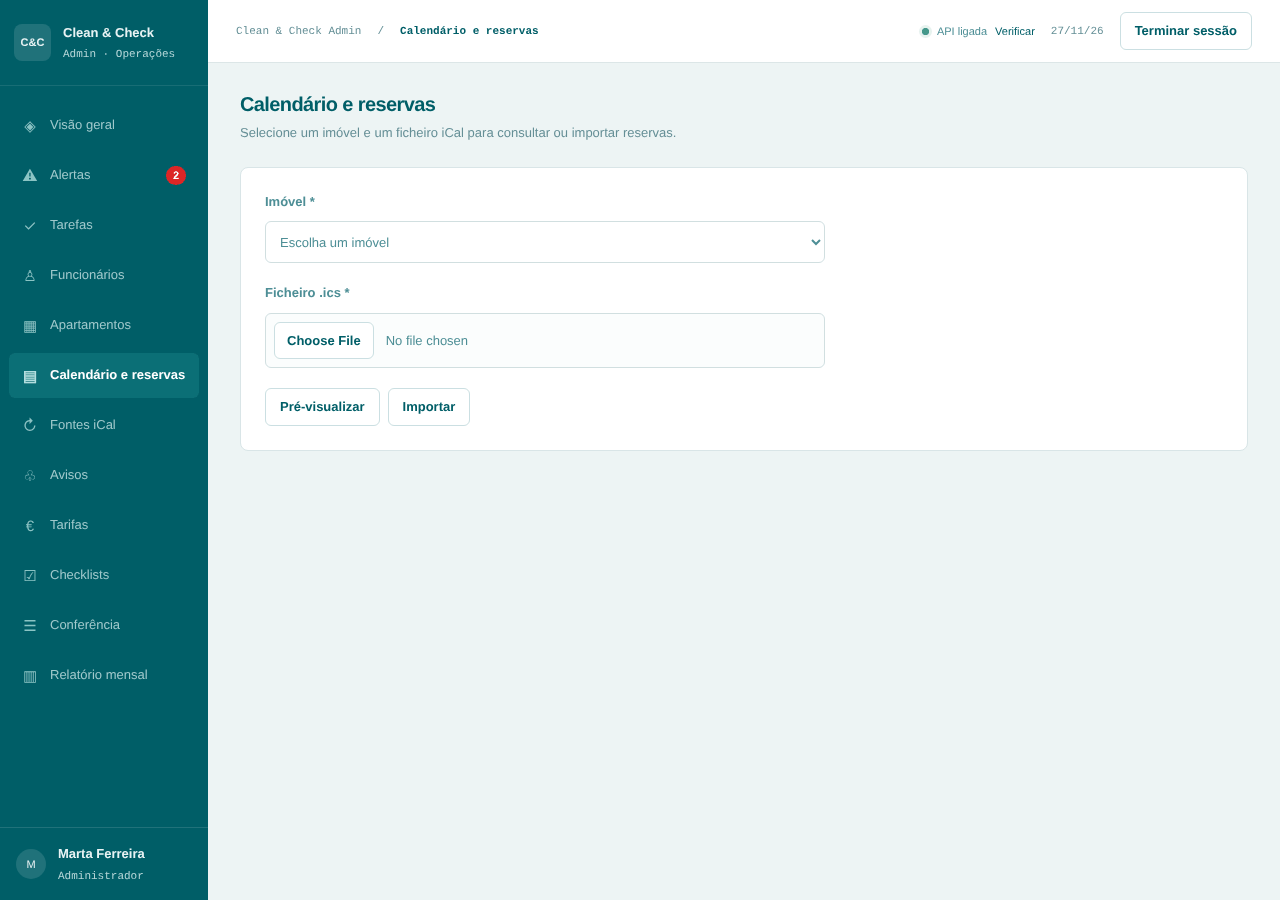 C&C
Clean & Check
Admin · Operações
Visão geral
Alertas
2
Tarefas
Funcionários
Apartamentos
Calendário e reservas
Fontes iCal
Avisos
€ Tarifas
Checklists
Conferência
Relatório mensal
M
Marta Ferreira
Administrador
Clean & Check Admin / Calendário e reservas
API ligada Verificar 27/11/26 Terminar sessão
Calendário e reservas
Selecione um imóvel e um ficheiro iCal para consultar ou importar reservas.
Imóvel *
Escolha um imóvel
Ficheiro .ics *
Choose File No file chosen
Pré-visualizar Importar